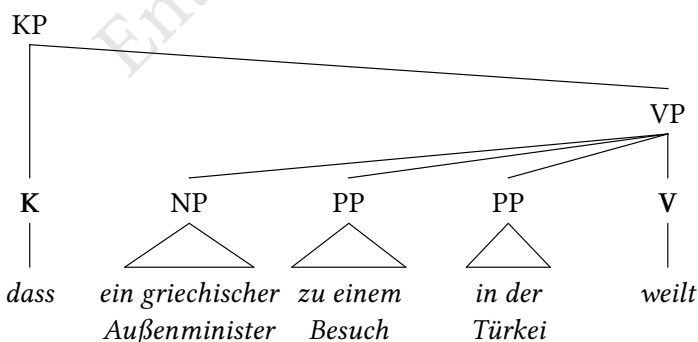 KP
VP
K NP PP PP V
dass ein griechischer zu einem in der weilt
Außenminister Besuch Türkei